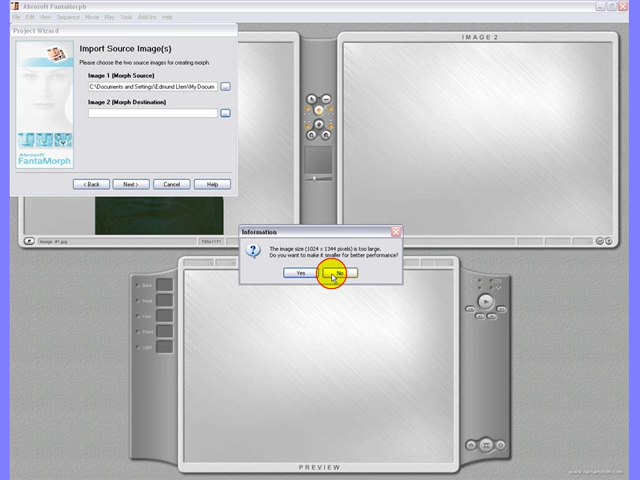 Abrosoft FantaMorph
File Edit View Sequence Movie Play Tools Add-Ins Help
Project Wizard
Import Source Image(s)
Please choose the two source images for creating morph.
Image 1 (Morph Source)
C:\Documents and Settings\Edmund Llem\My Docum
...
Image 2 (Morph Destination)
...
Abrosoft
FantaMorph
< Back
Next >
Cancel
Help
IMAGE 2
Information
The image size (1024 x 1344 pixels) is too large.
Do you want to make it smaller for better performance?
Yes
No
PREVIEW
www.fantamorph.com